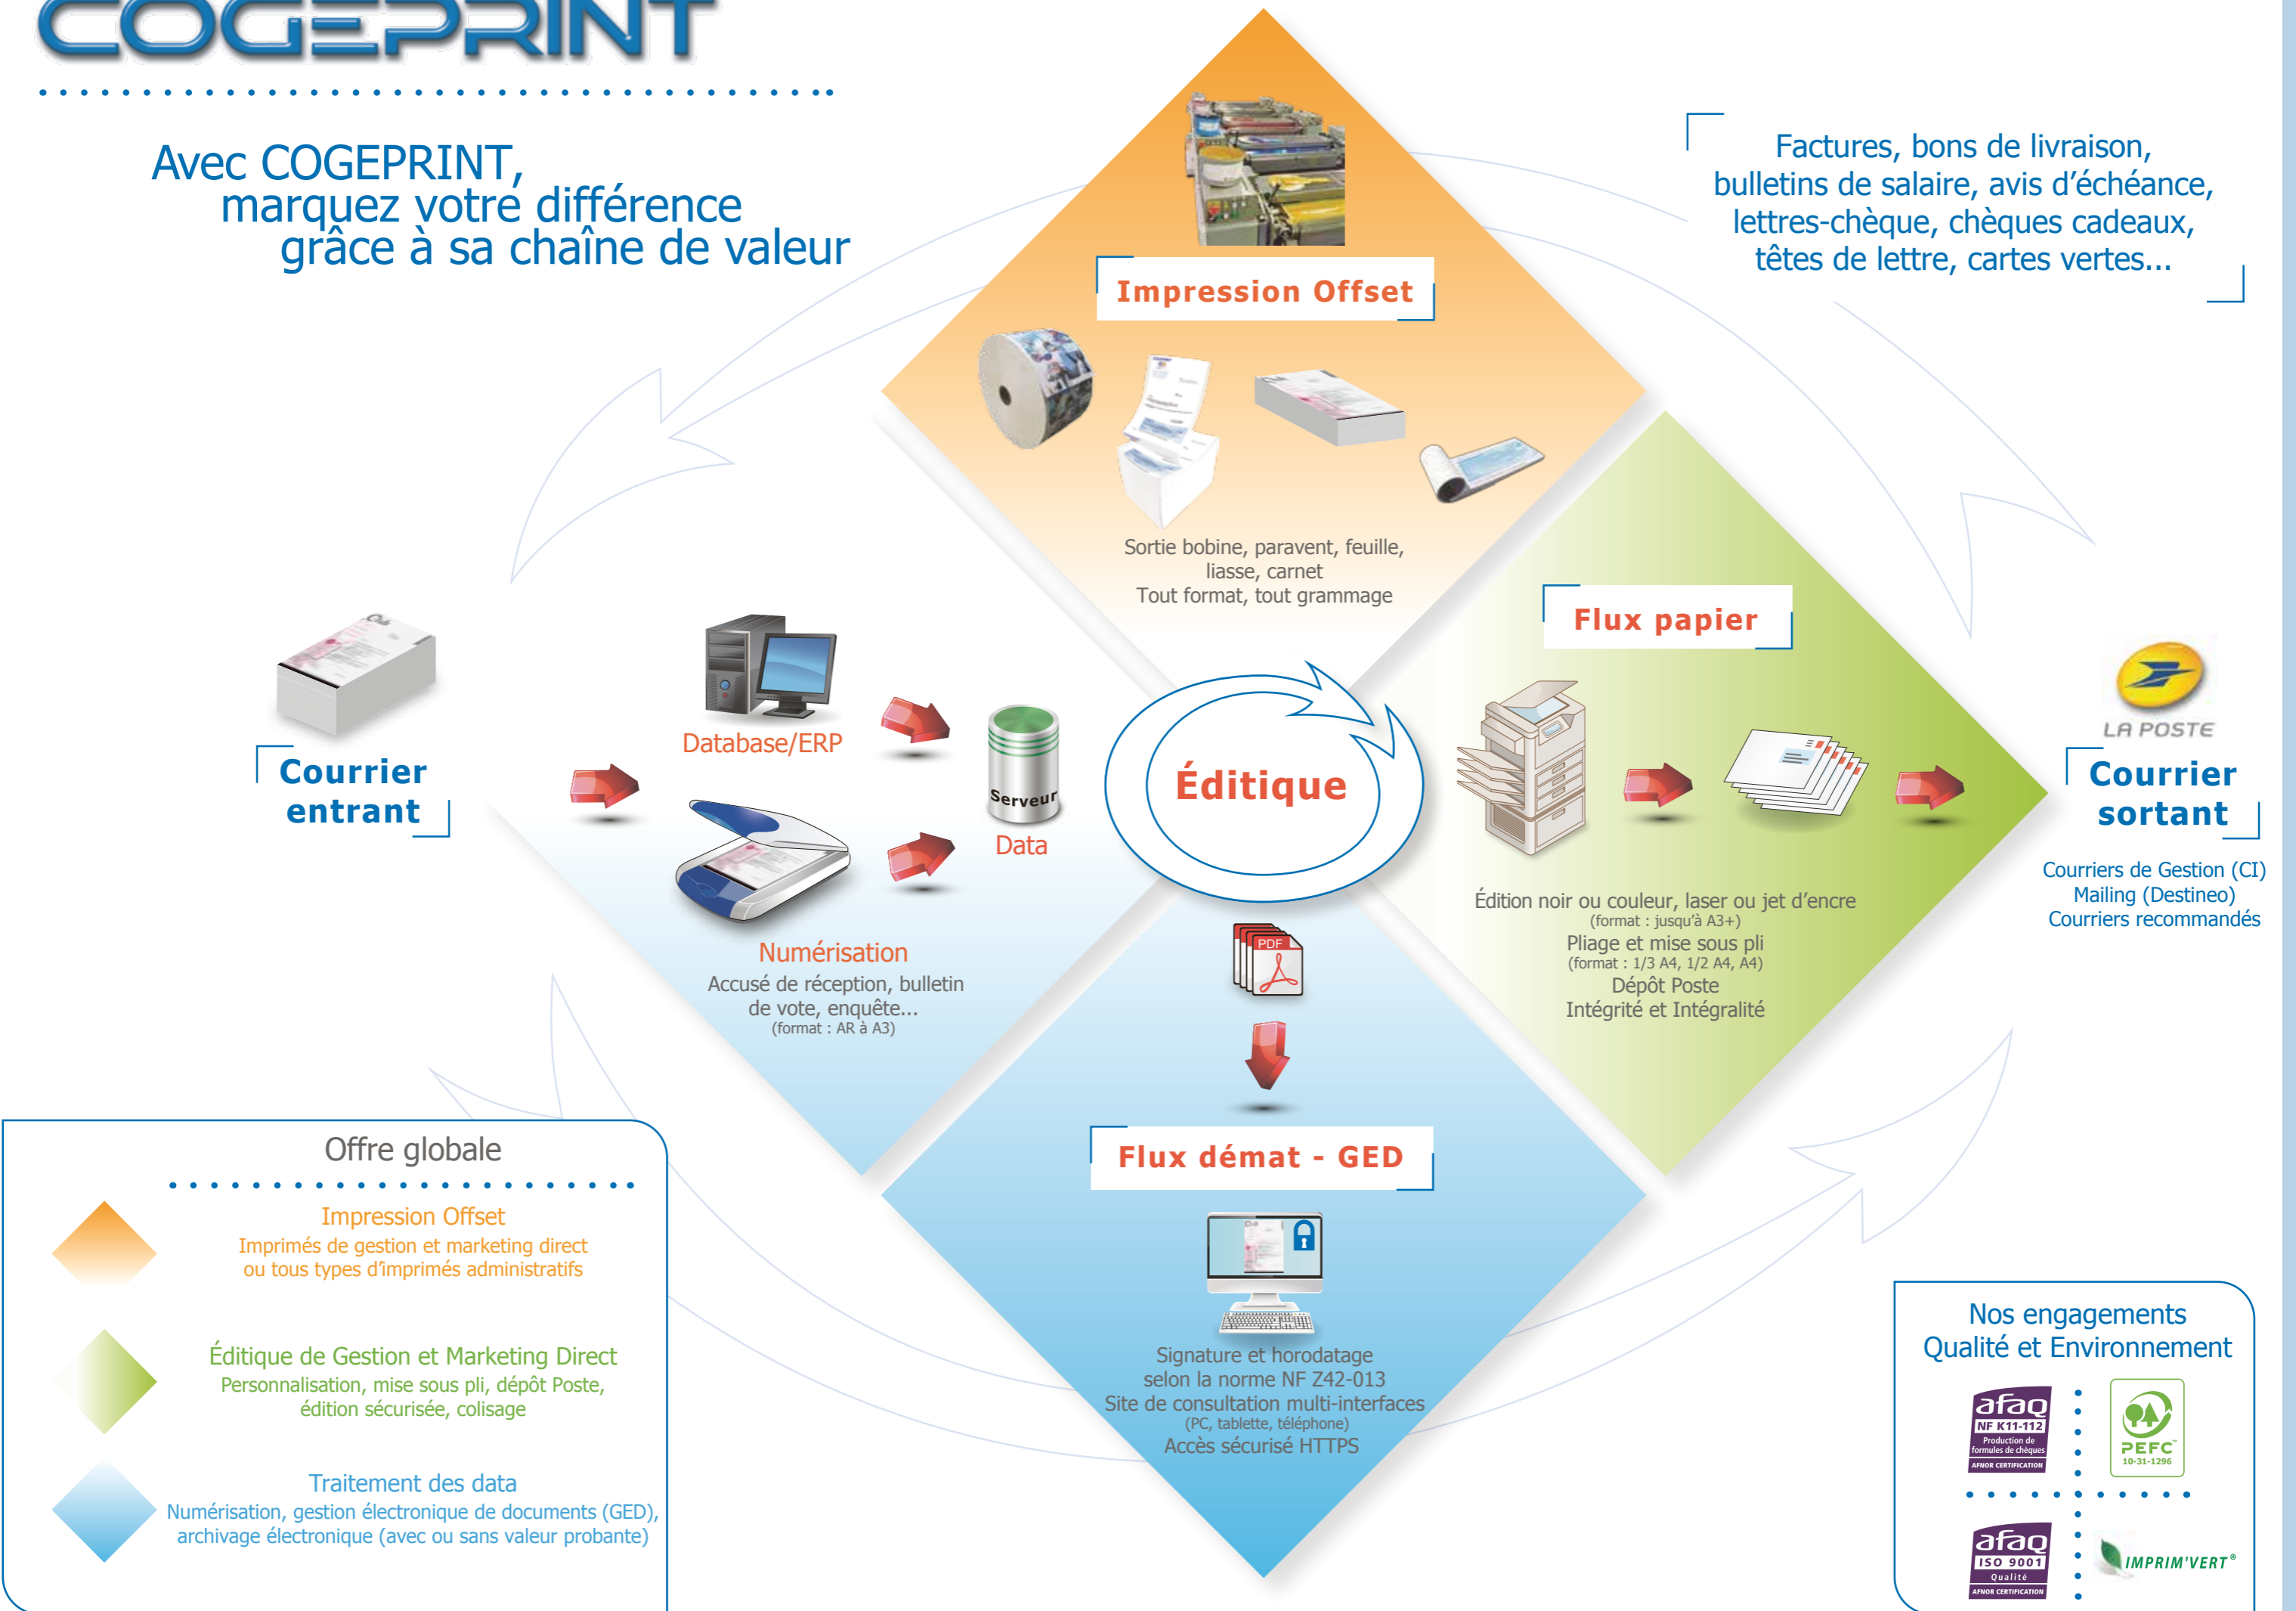 COGEPRINT
Avec COGEPRINT,
marquez votre différence
grâce à sa chaîne de valeur
Factures, bons de livraison,
bulletins de salaire, avis d'échéance,
lettres-chèque, chèques cadeaux,
têtes de lettre, cartes vertes...
Impression Offset
Sortie bobine, paravent, feuille,
liasse, carnet
Tout format, tout grammage
Courrier
entrant
Database/ERP
Serveur
Data
Numérisation
Accusé de réception, bulletin
de vote, enquête...
(format : AR à A3)
Éditique
Flux papier
Édition noir ou couleur, laser ou jet d'encre
(format : jusqu'à A3+)
Pliage et mise sous pli
(format : 1/3 A4, 1/2 A4, A4)
Dépôt Poste
Intégrité et Intégralité
LA POSTE
Courrier
sortant
Courriers de Gestion (CI)
Mailing (Destineo)
Courriers recommandés
PDF
Flux démat - GED
Signature et horodatage
selon la norme NF Z42-013
Site de consultation multi-interfaces
(PC, tablette, téléphone)
Accès sécurisé HTTPS
Offre globale
Impression Offset
Imprimés de gestion et marketing direct
ou tous types d'imprimés administratifs
Éditique de Gestion et Marketing Direct
Personnalisation, mise sous pli, dépôt Poste,
édition sécurisée, colisage
Traitement des data
Numérisation, gestion électronique de documents (GED),
archivage électronique (avec ou sans valeur probante)
Nos engagements
Qualité et Environnement
afaq
NF K11-112
Production de
formules de chèques
AFNOR CERTIFICATION
PEFC™
10-31-1296
afaq
ISO 9001
Qualité
AFNOR CERTIFICATION
IMPRIM'VERT®